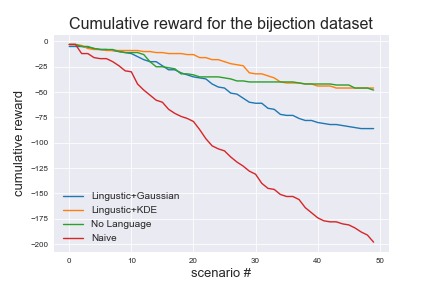 Cumulative reward for the bijection dataset
cumulative reward
0
−25
−50
−75
−100
−125
−150
−175
−200
Lingustic+Gaussian
Lingustic+KDE
No Language
Naive
0 10 20 30 40 50
scenario #